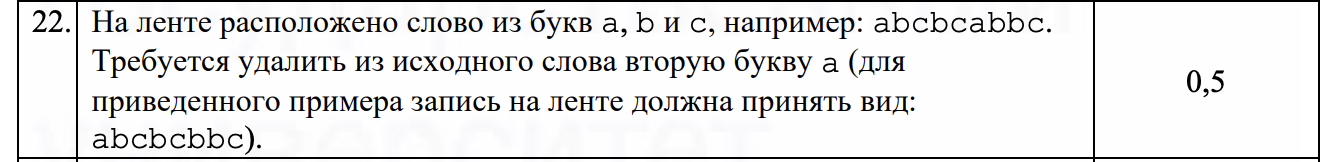 22. На ленте расположено слово из букв a, b и c, например: abcbcabbc.
Требуется удалить из исходного слова вторую букву a (для
приведенного примера запись на ленте должна принять вид:
abcbcbbc).
0,5